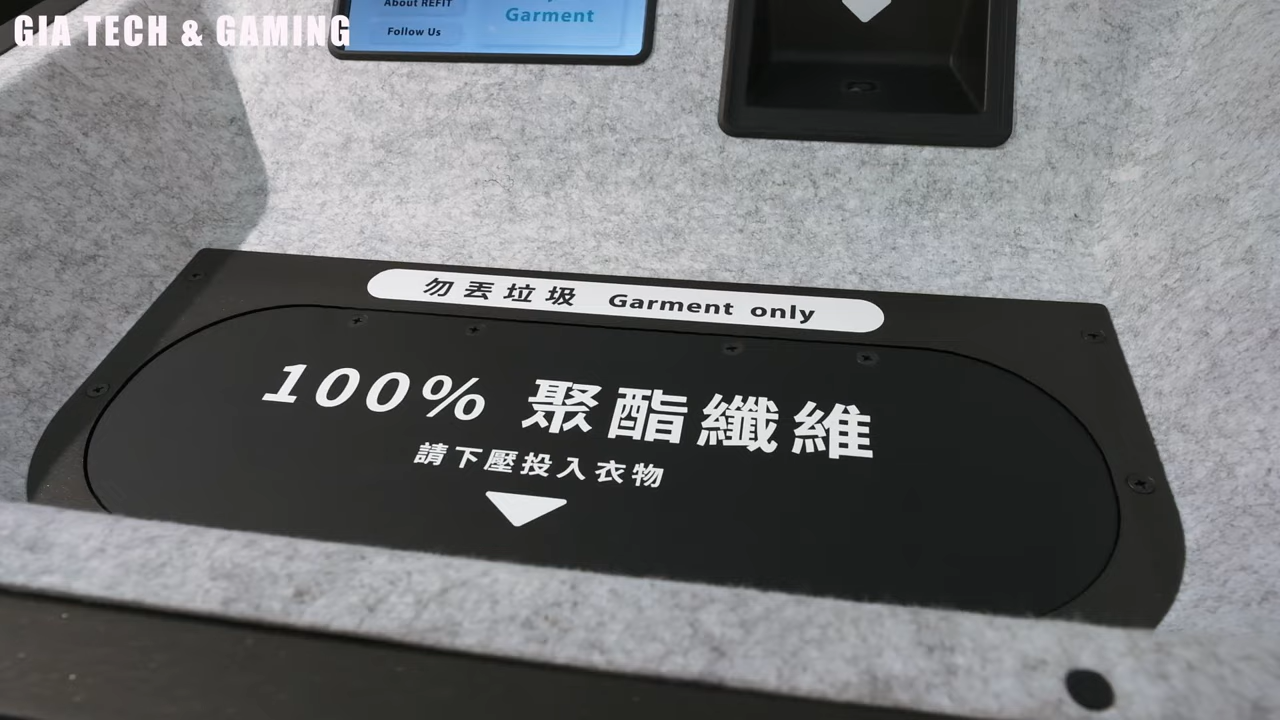 GIA TECH & GAMING
About REFIT
Follow Us
Garment
勿丟垃圾 Garment only
100% 聚酯纖維
請下壓投入衣物